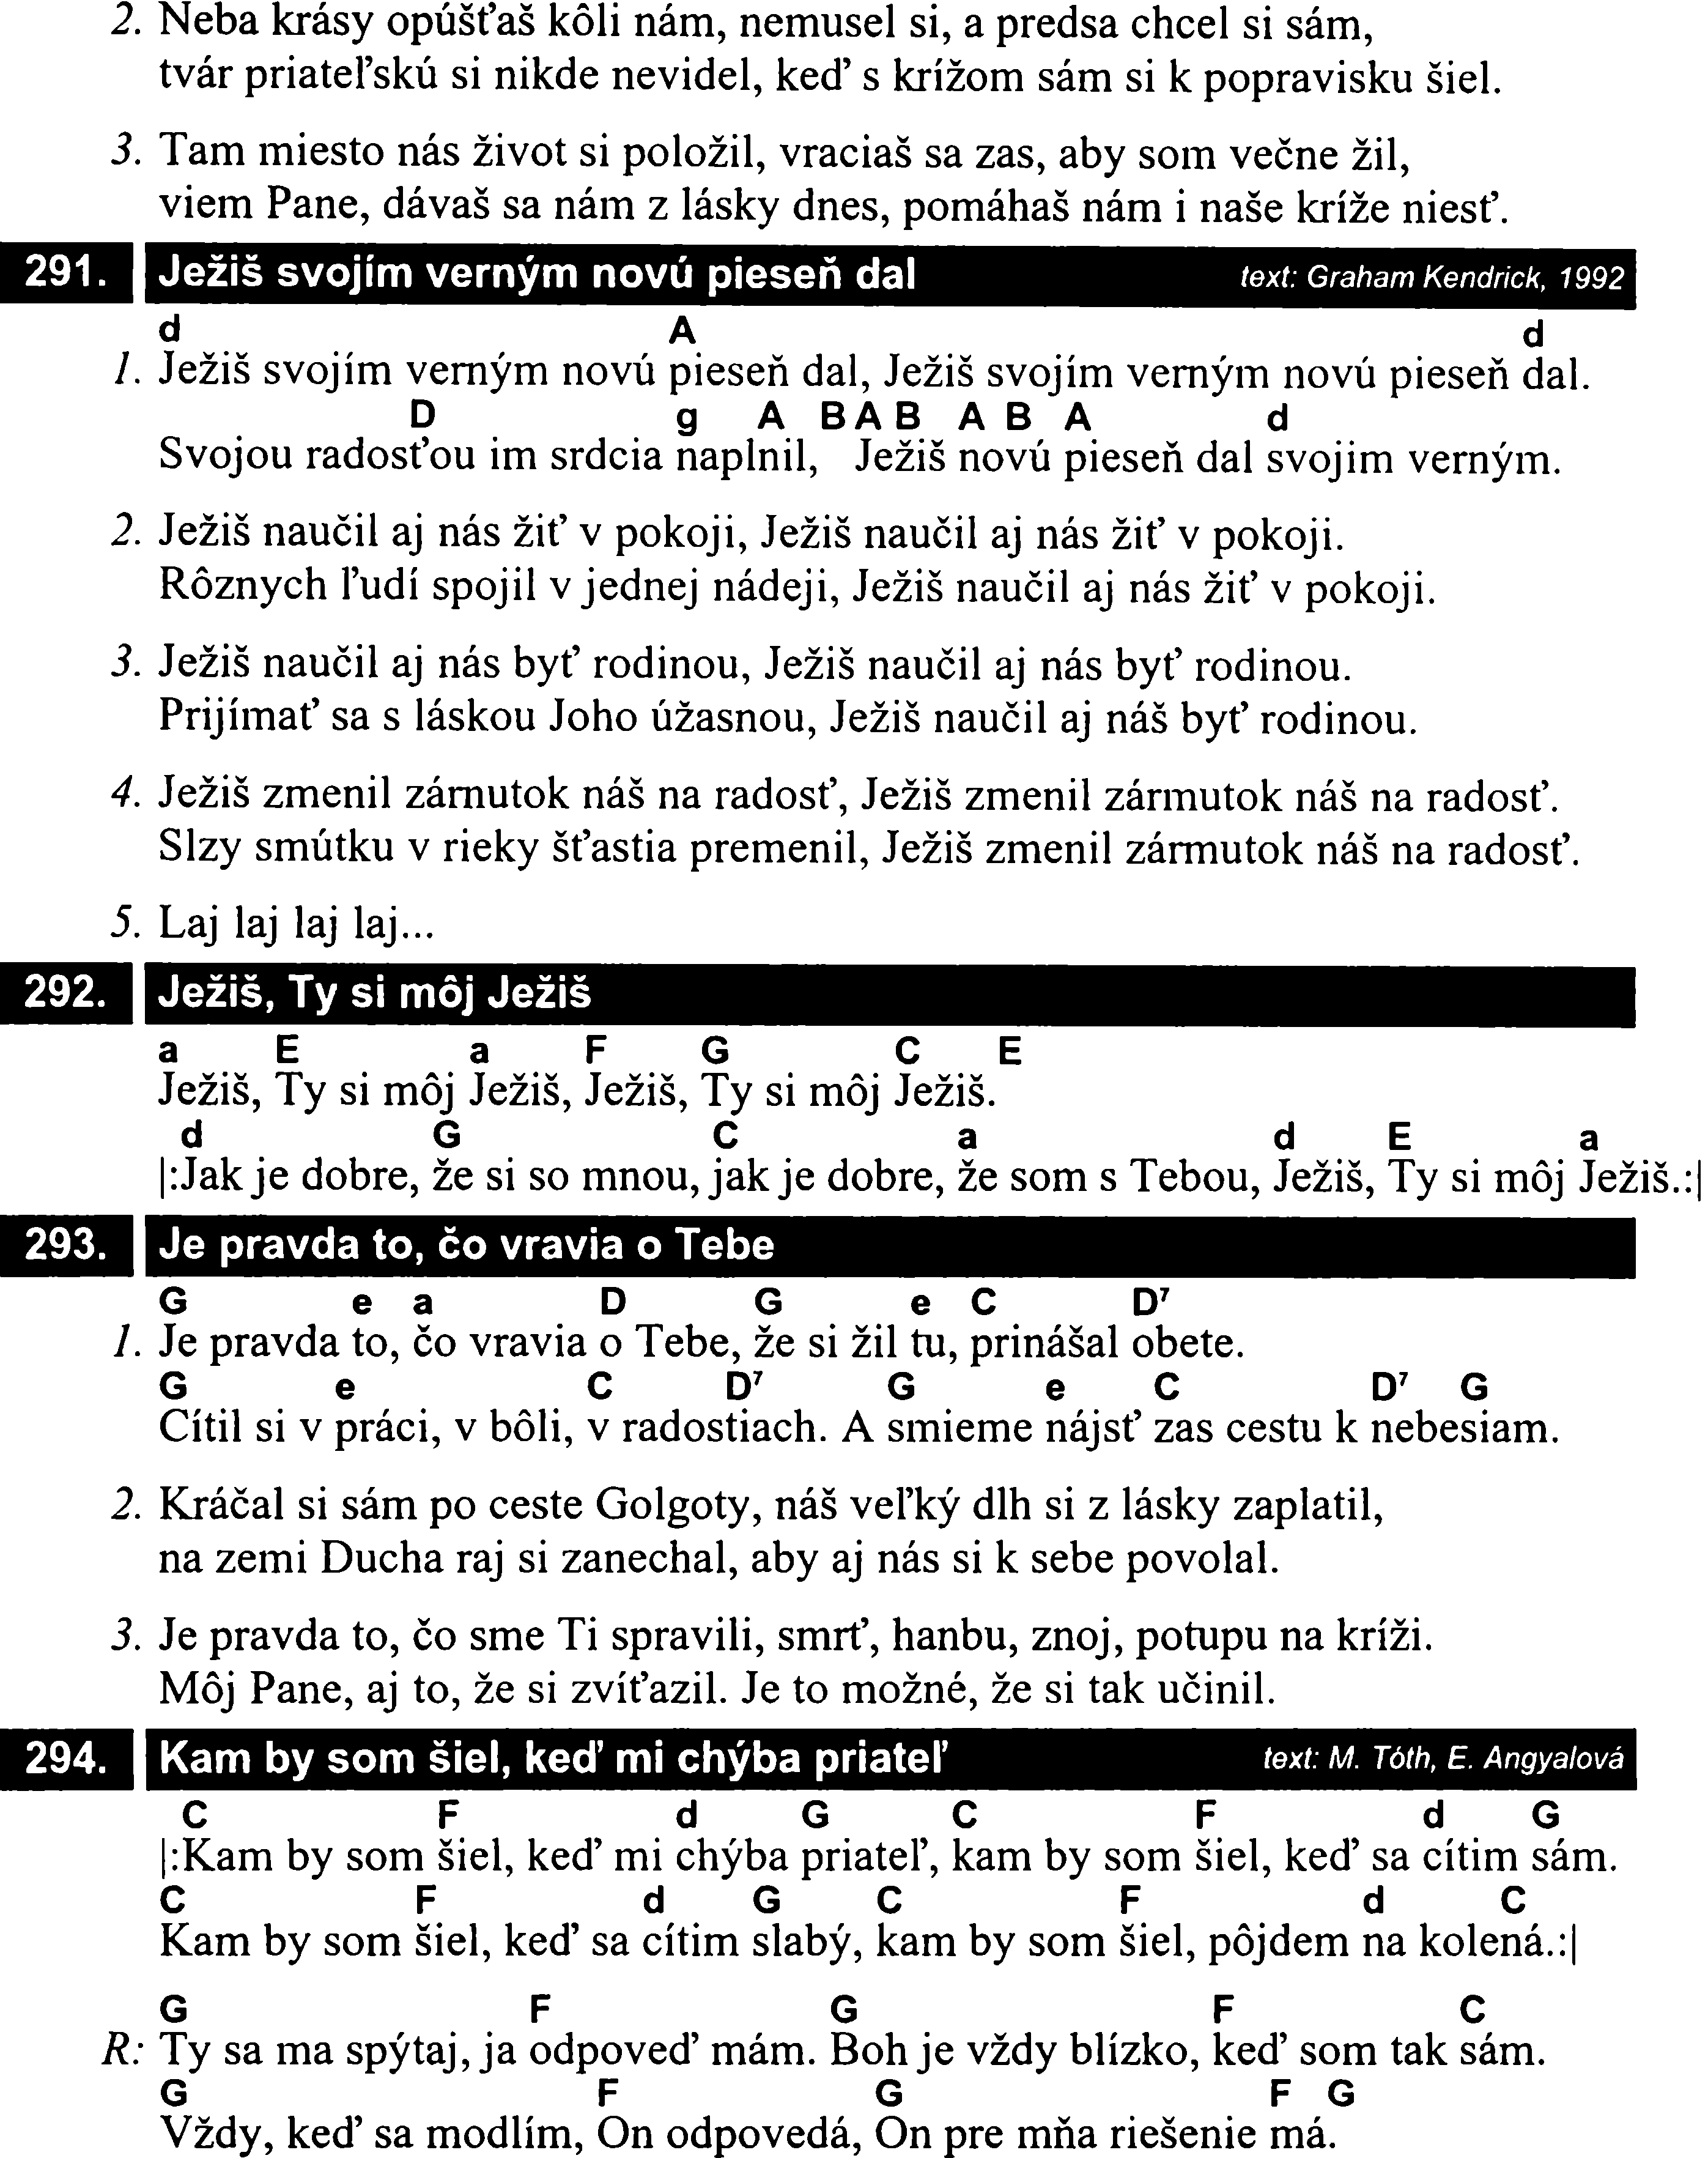 2. Neba krásy opúšťaš kôli nám, nemusel si, a predsa chcel si sám,
tvár priateľskú si nikde nevidel, keď s krížom sám si k popravisku šiel.
3. Tam miesto nás život si položil, vraciaš sa zas, aby som večne žil,
viem Pane, dávaš sa nám z lásky dnes, pomáhaš nám i naše kríže niesť.
291. Ježiš svojím verným novú pieseň dal text: Graham Kendrick, 1992
d A d
1. Ježiš svojím verným novú pieseň dal, Ježiš svojím verným novú pieseň dal.
D g A B A B A B A d
Svojou radosťou im srdcia naplnil, Ježiš novú pieseň dal svojim verným.
2. Ježiš naučil aj nás žiť v pokoji, Ježiš naučil aj nás žiť v pokoji.
Rôznych ľudí spojil v jednej nádeji, Ježiš naučil aj nás žiť v pokoji.
3. Ježiš naučil aj nás byť rodinou, Ježiš naučil aj nás byť rodinou.
Prijímať sa s láskou Joho úžasnou, Ježiš naučil aj náš byť rodinou.
4. Ježiš zmenil zármutok náš na radosť, Ježiš zmenil zármutok náš na radosť.
Slzy smútku v rieky šťastia premenil, Ježiš zmenil zármutok náš na radosť.
5. Laj laj laj laj...
292. Ježiš, Ty si môj Ježiš
a E a F G C E
Ježiš, Ty si môj Ježiš, Ježiš, Ty si môj Ježiš.
d G C a d E a
|:Jak je dobre, že si so mnou, jak je dobre, že som s Tebou, Ježiš, Ty si môj Ježiš.:|
293. Je pravda to, čo vravia o Tebe
G e a D G e C D⁷
1. Je pravda to, čo vravia o Tebe, že si žil tu, prinášal obete.
G e C D⁷ G e C D⁷ G
Cítil si v práci, v bôli, v radostiach. A smieme nájsť zas cestu k nebesiam.
2. Kráčal si sám po ceste Golgoty, náš veľký dlh si z lásky zaplatil,
na zemi Ducha raj si zanechal, aby aj nás si k sebe povolal.
3. Je pravda to, čo sme Ti spravili, smrť, hanbu, znoj, potupu na kríži.
Môj Pane, aj to, že si zvíťazil. Je to možné, že si tak učinil.
294. Kam by som šiel, keď mi chýba priateľ text: M. Tóth, E. Angyalová
C F d G C F d G
|:Kam by som šiel, keď mi chýba priateľ, kam by som šiel, keď sa cítim sám.
C F d G C F d C
Kam by som šiel, keď sa cítim slabý, kam by som šiel, pôjdem na kolená.:|
G F G F C
R: Ty sa ma spýtaj, ja odpoveď mám. Boh je vždy blízko, keď som tak sám.
G F G F G
Vždy, keď sa modlím, On odpovedá, On pre mňa riešenie má.